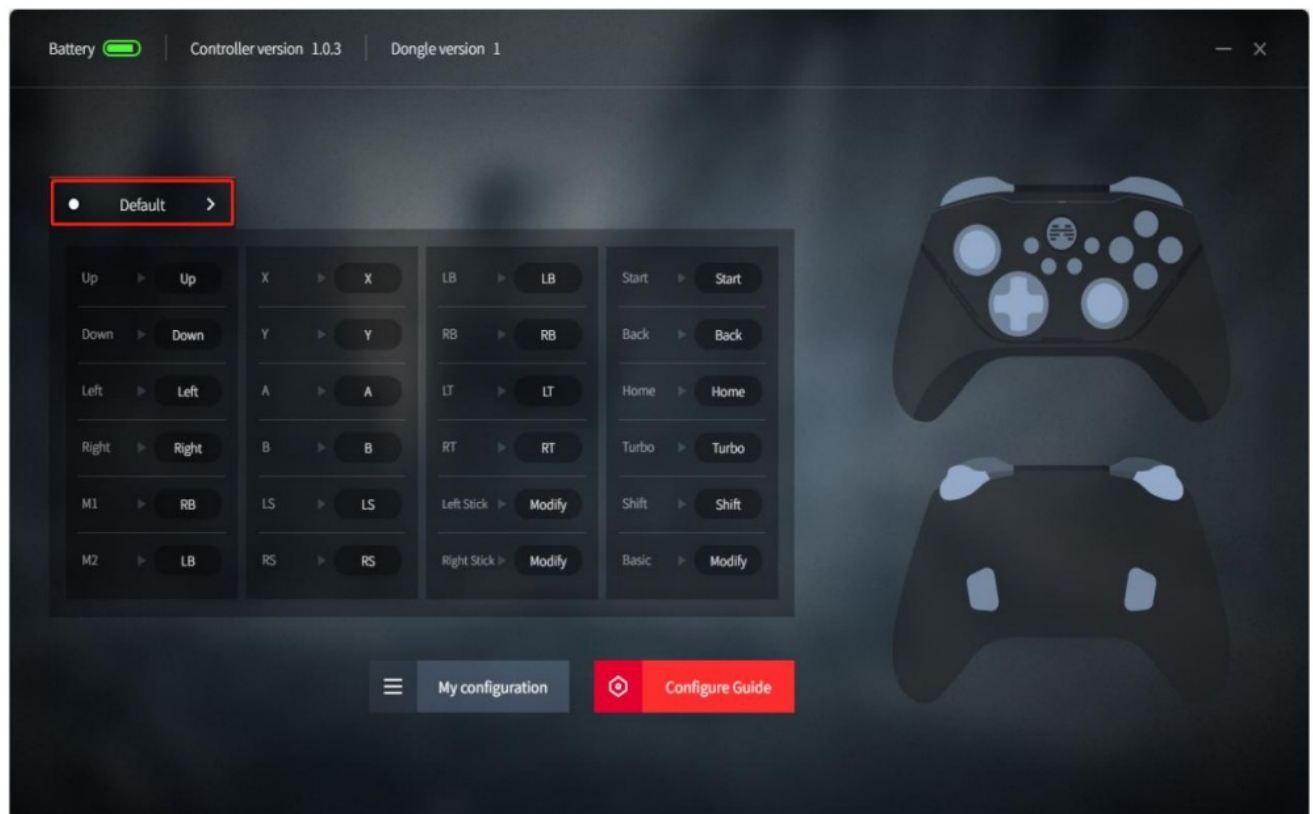 Battery Controller version 1.0.3 Dongle version 1
Default
Up Up X X LB LB Start Start
Down Down Y Y RB RB Back Back
Left Left A A LT LT Home Home
Right Right B B RT RT Turbo Turbo
M1 RB LS LS Left Stick Modify Shift Shift
M2 LB RS RS Right Stick Modify Basic Modify
My configuration Configure Guide